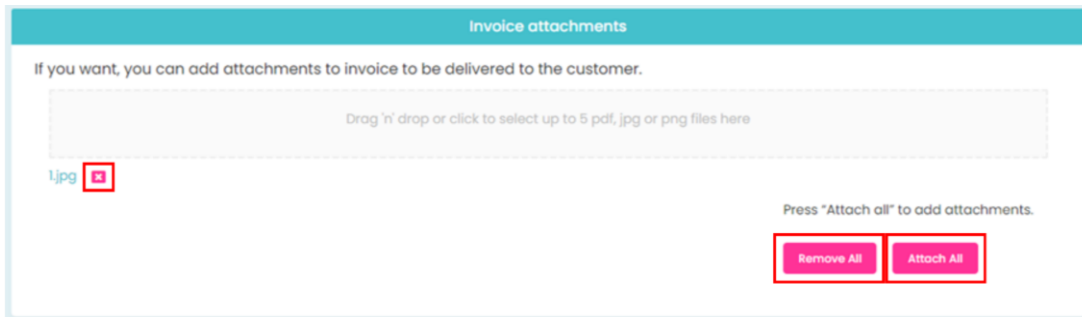 Invoice attachments
If you want, you can add attachments to invoice to be delivered to the customer.
Drag 'n' drop or click to select up to 5 pdf, jpg or png files here
1.jpg
Press "Attach all" to add attachments.
Remove All Attach All